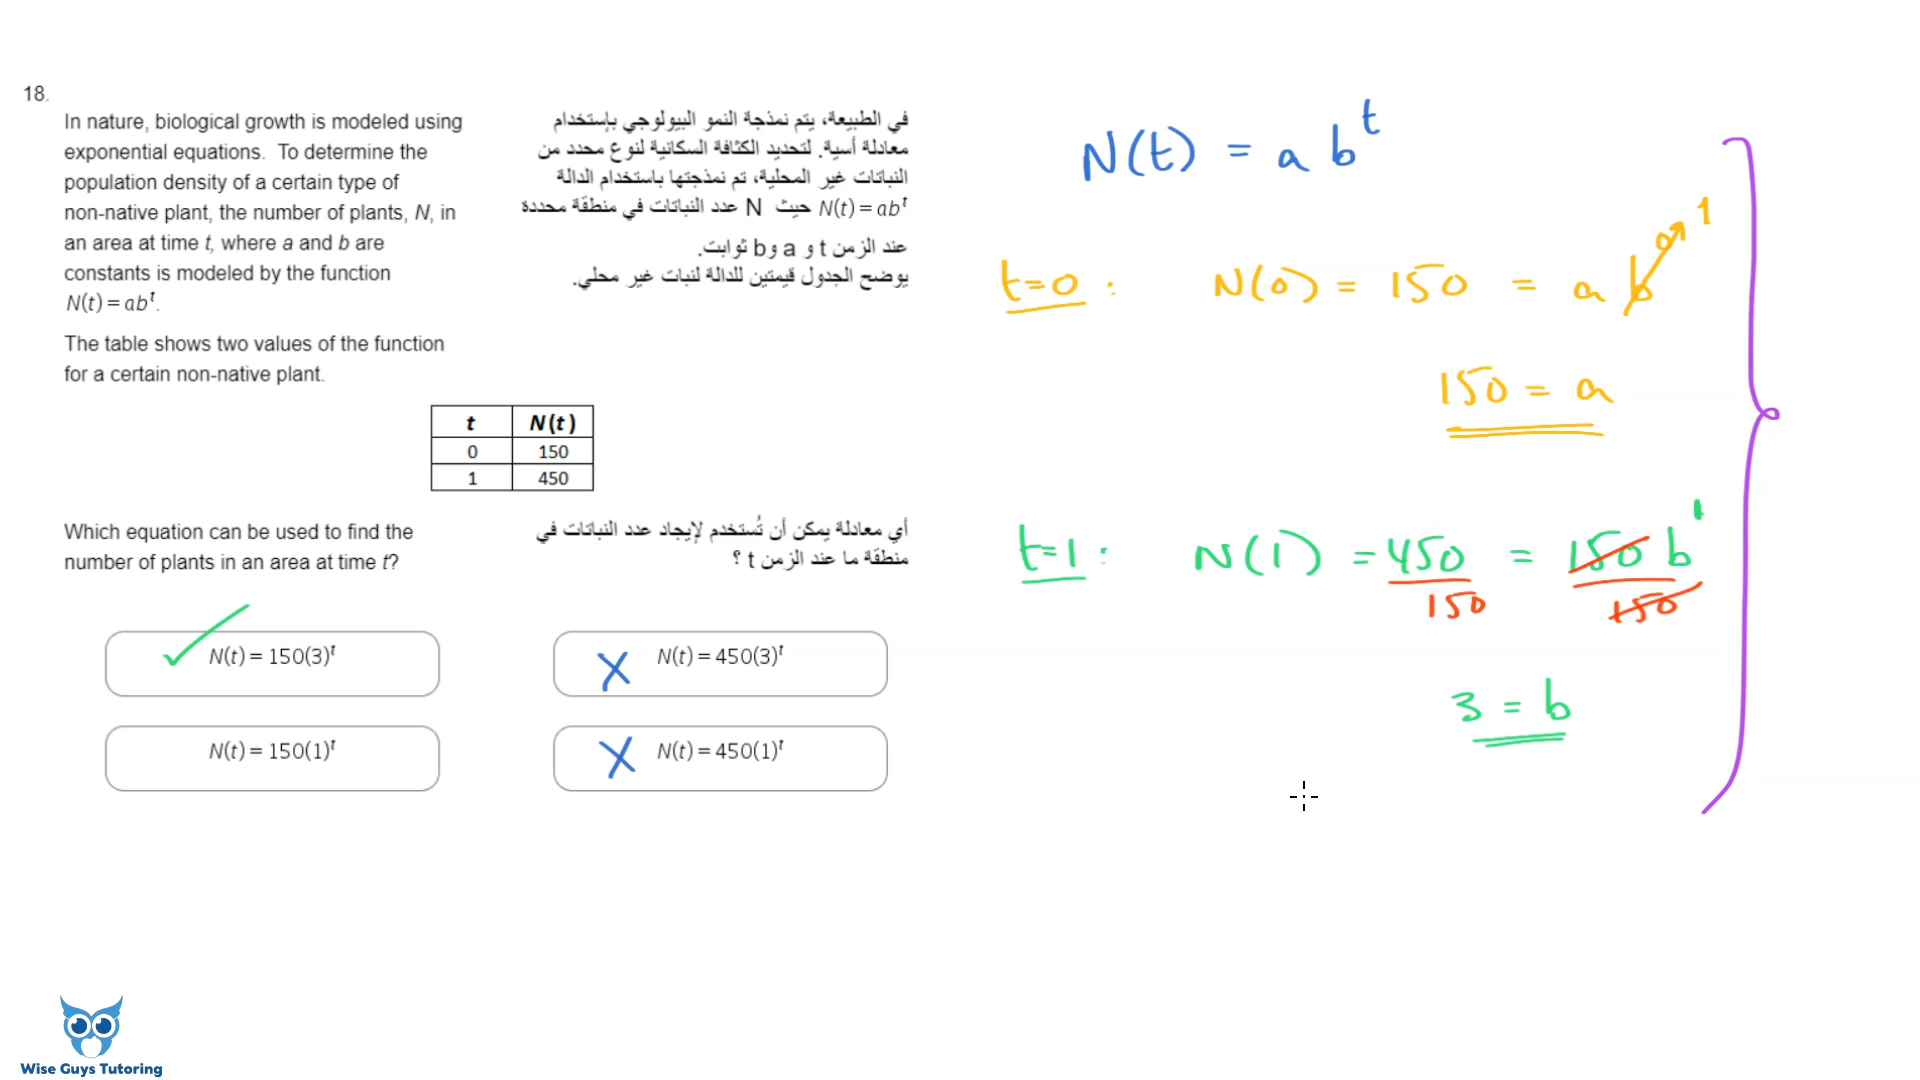 18.
In nature, biological growth is modeled using
exponential equations. To determine the
population density of a certain type of
non-native plant, the number of plants, N, in
an area at time t, where a and b are
constants is modeled by the function
N(t) = ab^t.
The table shows two values of the function
for a certain non-native plant.
في الطبيعة، يتم نمذجة النمو البيولوجي بإستخدام
معادلة أسية. لتحديد الكثافة السكانية لنوع محدد من
النباتات غير المحلية، تم نمذجتها باستخدام الدالة
N(t) = ab^t حيث N عدد النباتات في منطقة محددة
عند الزمن t و a و b ثوابت.
يوضح الجدول قيمتين للدالة لنبات غير محلي.
t N(t)
0 150
1 450
Which equation can be used to find the
number of plants in an area at time t?
أي معادلة يمكن أن تُستخدم لإيجاد عدد النباتات في
منطقة ما عند الزمن t ؟
✓ N(t) = 150(3)^t
X N(t) = 450(3)^t
N(t) = 150(1)^t
X N(t) = 450(1)^t
N(t) = a b^t
t=0 : N(0) = 150 = a b^0 1
150 = a
t=1 : N(1) = 450 = 150 b^1
150 150
3 = b
Wise Guys Tutoring